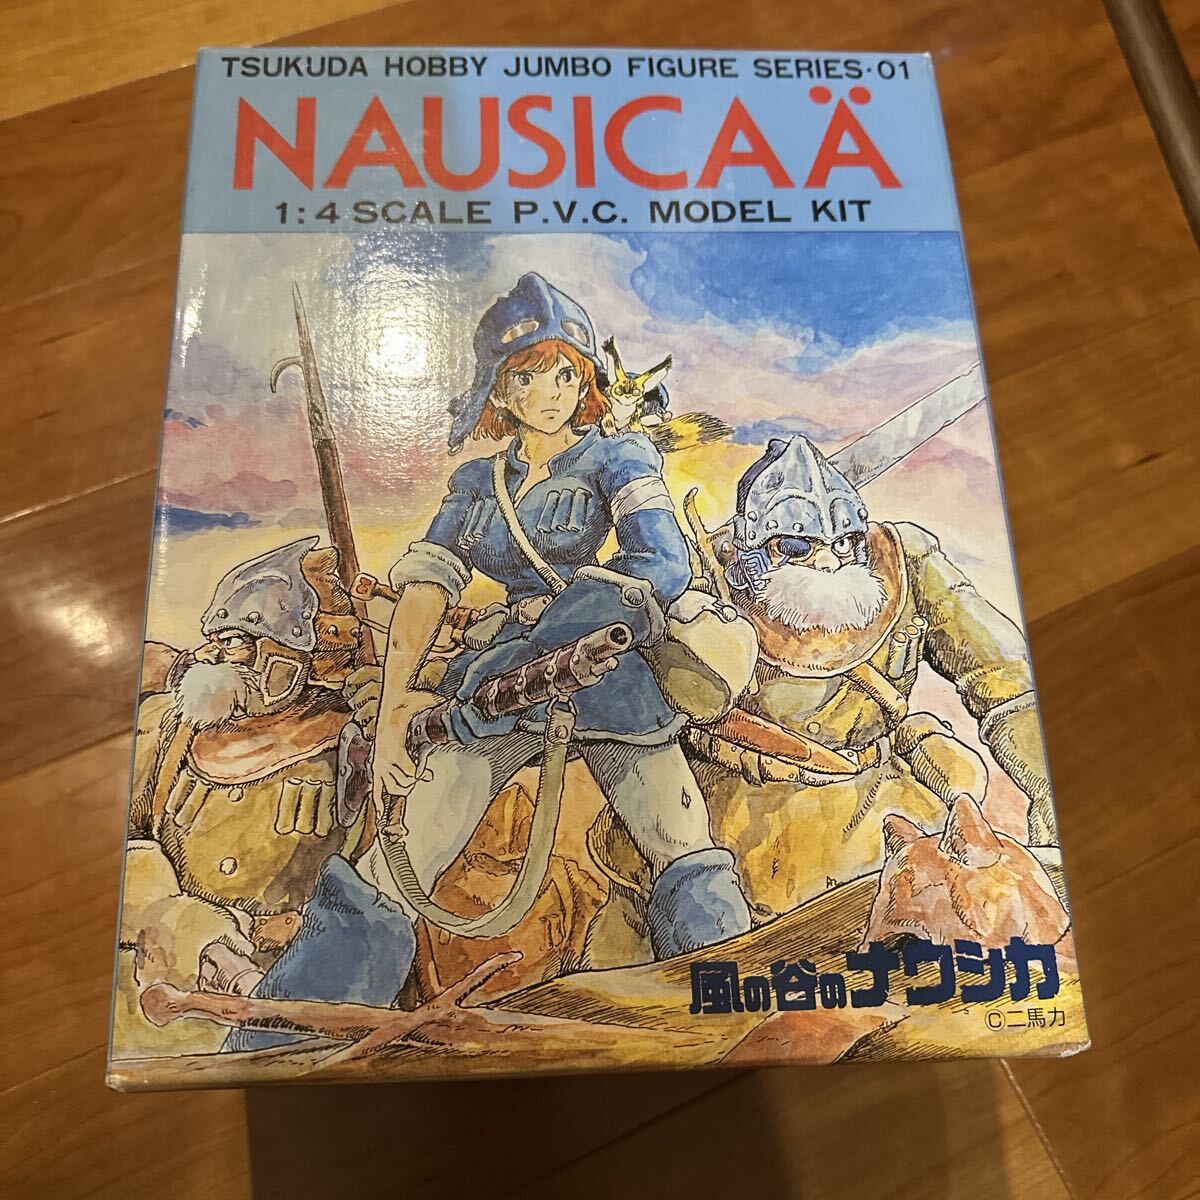 TSUKUDA HOBBY JUMBO FIGURE SERIES·01
NAUSICAÄ
1:4 SCALE P.V.C. MODEL KIT
風の谷のナウシカ
©二馬力